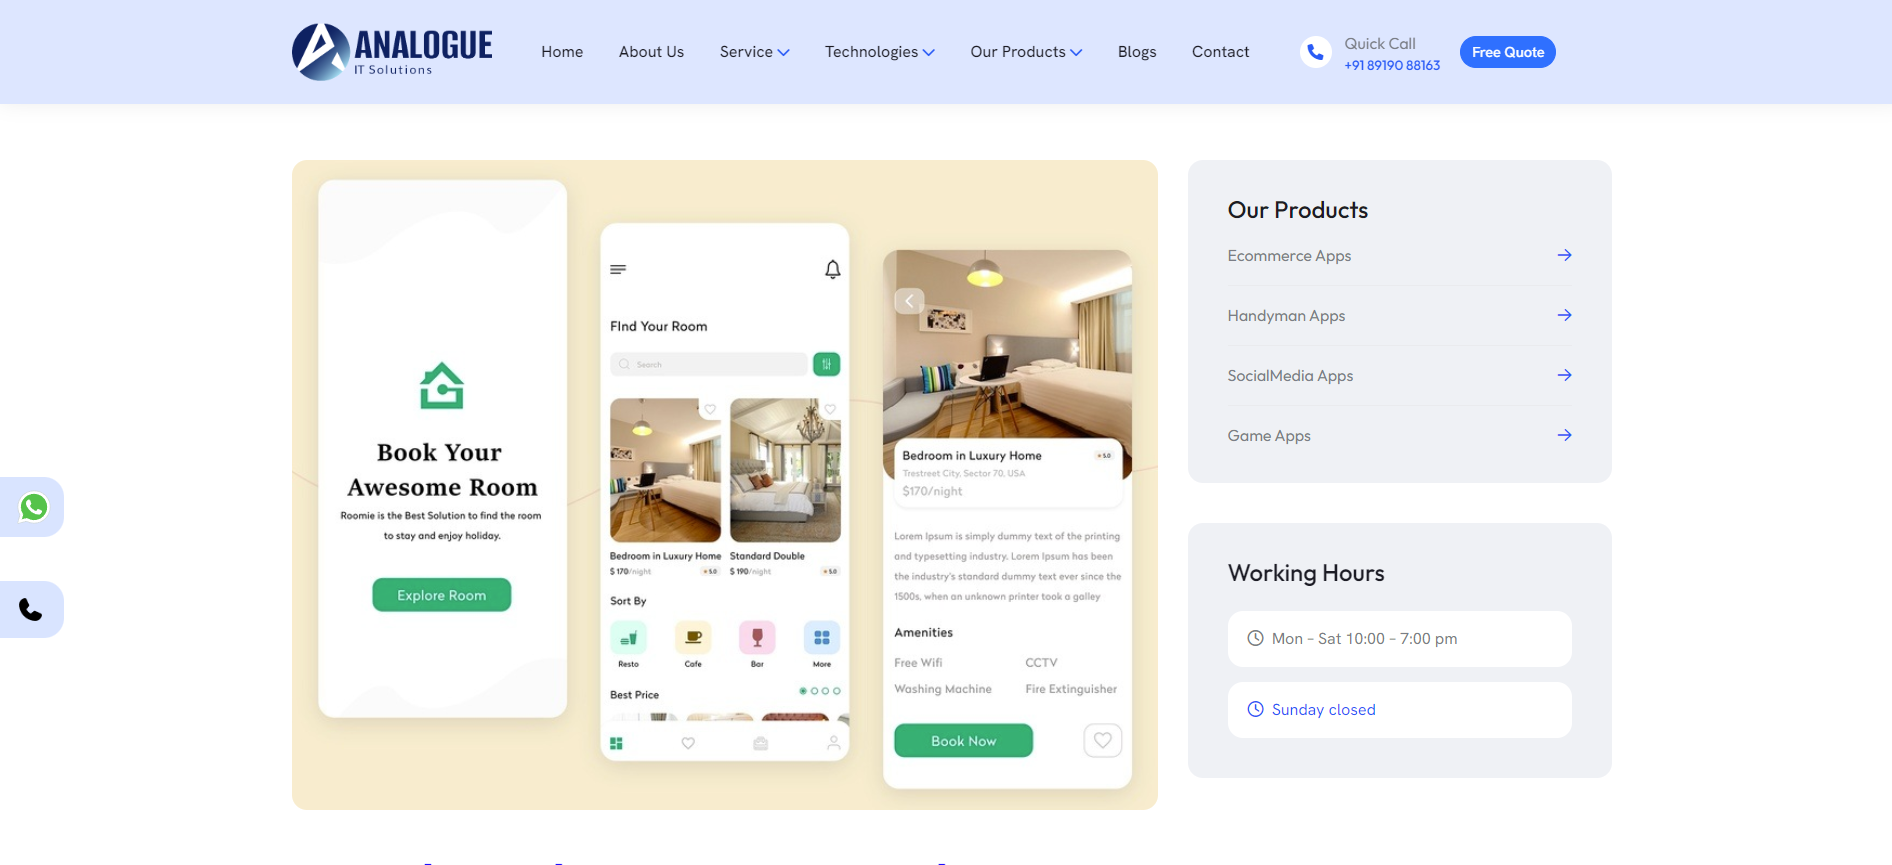 ANALOGUE
IT Solutions
Home
About Us
Service
Technologies
Our Products
Blogs
Contact
Quick Call
+91 89190 88163
Free Quote
Book Your
Awesome Room
Roomie is the Best Solution to find the room
to stay and enjoy holiday.
Explore Room
FInd Your Room
Search
Bedroom in Luxury Home
$ 170/night
5.0
Standard Double
$ 190/night
5.0
Sort By
Resto
Cafe
Bar
More
Best Price
Bedroom in Luxury Home
5.0
Trestreet City, Sector 70, USA
$170/night
Lorem Ipsum is simply dummy text of the printing
and typesetting industry. Lorem Ipsum has been
the industry's standard dummy text ever since the
1500s, when an unknown printer took a galley
Amenities
Free Wifi
CCTV
Washing Machine
Fire Extinguisher
Book Now
Our Products
Ecommerce Apps
Handyman Apps
SocialMedia Apps
Game Apps
Working Hours
Mon - Sat 10:00 - 7:00 pm
Sunday closed